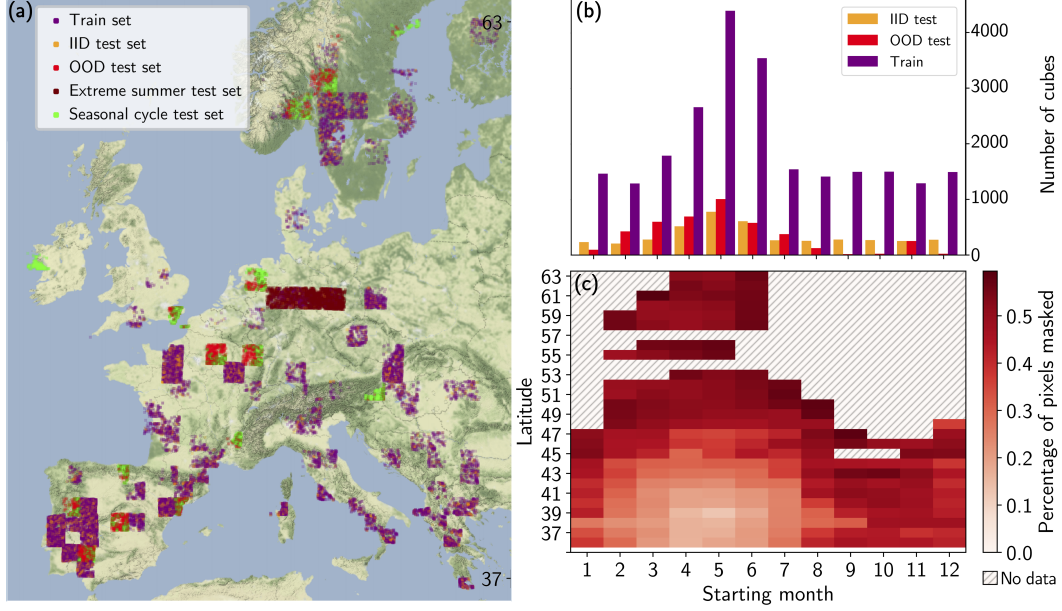 (a)
Train set
IID test set
OOD test set
Extreme summer test set
Seasonal cycle test set
63
37
(b)
IID test
OOD test
Train
4000
3000
2000
1000
0
Number of cubes
(c)
63
61
59
57
55
53
51
49
47
45
43
41
39
37
Latitude
1 2 3 4 5 6 7 8 9 10 11 12
Starting month
0.5
0.4
0.3
0.2
0.1
0.0
Percentage of pixels masked
No data